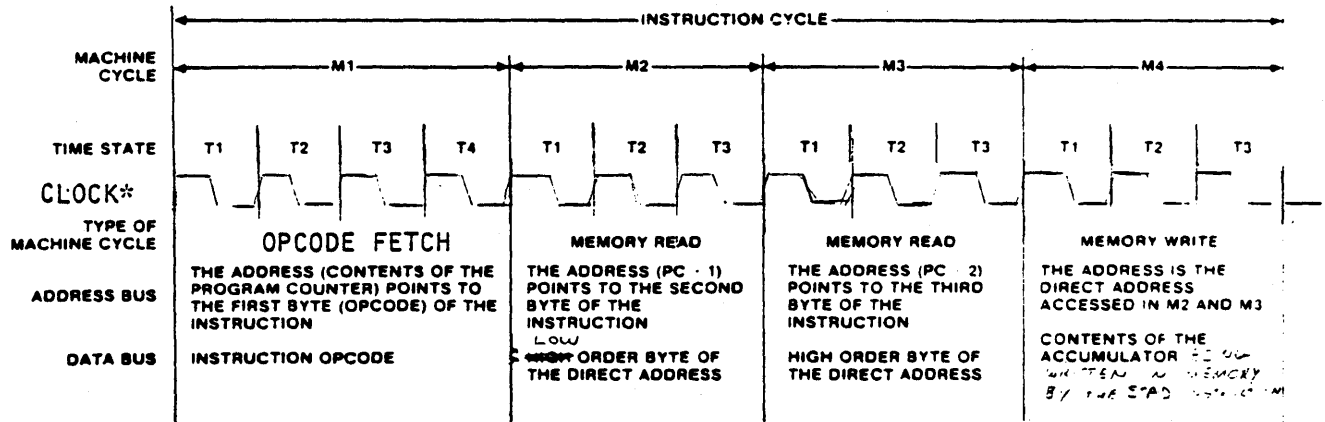 INSTRUCTION CYCLE
MACHINE
CYCLE
M1 M2 M3 M4
TIME STATE T1 T2 T3 T4 T1 T2 T3 T1 T2 T3 T1 T2 T3
CLOCK*
TYPE OF
MACHINE CYCLE
OPCODE FETCH MEMORY READ MEMORY READ MEMORY WRITE
ADDRESS BUS
THE ADDRESS (CONTENTS OF THE
PROGRAM COUNTER) POINTS TO
THE FIRST BYTE (OPCODE) OF THE
INSTRUCTION
THE ADDRESS (PC · 1)
POINTS TO THE SECOND
BYTE OF THE
INSTRUCTION
THE ADDRESS (PC · 2)
POINTS TO THE THIRD
BYTE OF THE
INSTRUCTION
THE ADDRESS IS THE
DIRECT ADDRESS
ACCESSED IN M2 AND M3
DATA BUS
INSTRUCTION OPCODE
LOW
HIGH ORDER BYTE OF
THE DIRECT ADDRESS
HIGH ORDER BYTE OF
THE DIRECT ADDRESS
CONTENTS OF THE
ACCUMULATOR
MEMORY
BY THE